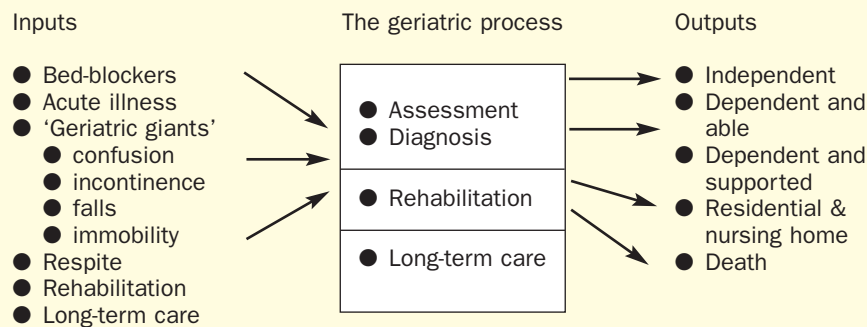 Inputs
● Bed-blockers
● Acute illness
● ‘Geriatric giants’
● confusion
● incontinence
● falls
● immobility
● Respite
● Rehabilitation
● Long-term care
The geriatric process
● Assessment
● Diagnosis
● Rehabilitation
● Long-term care
Outputs
● Independent
● Dependent and
able
● Dependent and
supported
● Residential &
nursing home
● Death